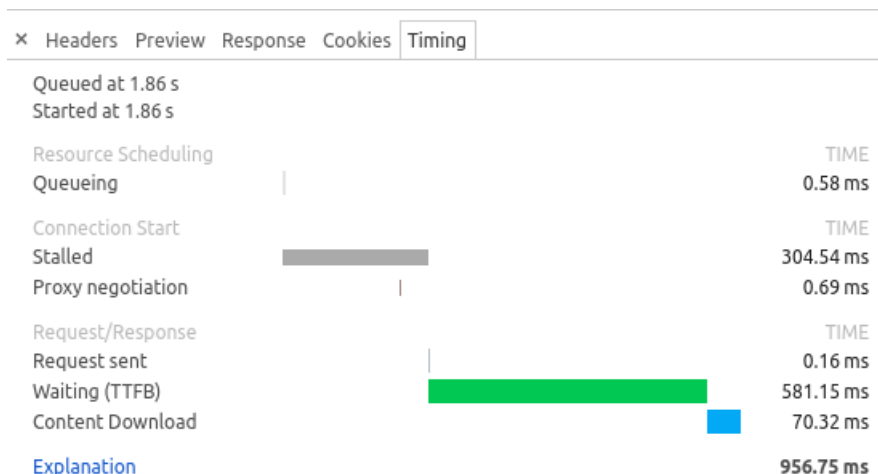 × Headers Preview Response Cookies Timing
Queued at 1.86 s
Started at 1.86 s
Resource Scheduling TIME
Queueing 0.58 ms
Connection Start TIME
Stalled 304.54 ms
Proxy negotiation 0.69 ms
Request/Response TIME
Request sent 0.16 ms
Waiting (TTFB) 581.15 ms
Content Download 70.32 ms
Explanation 956.75 ms